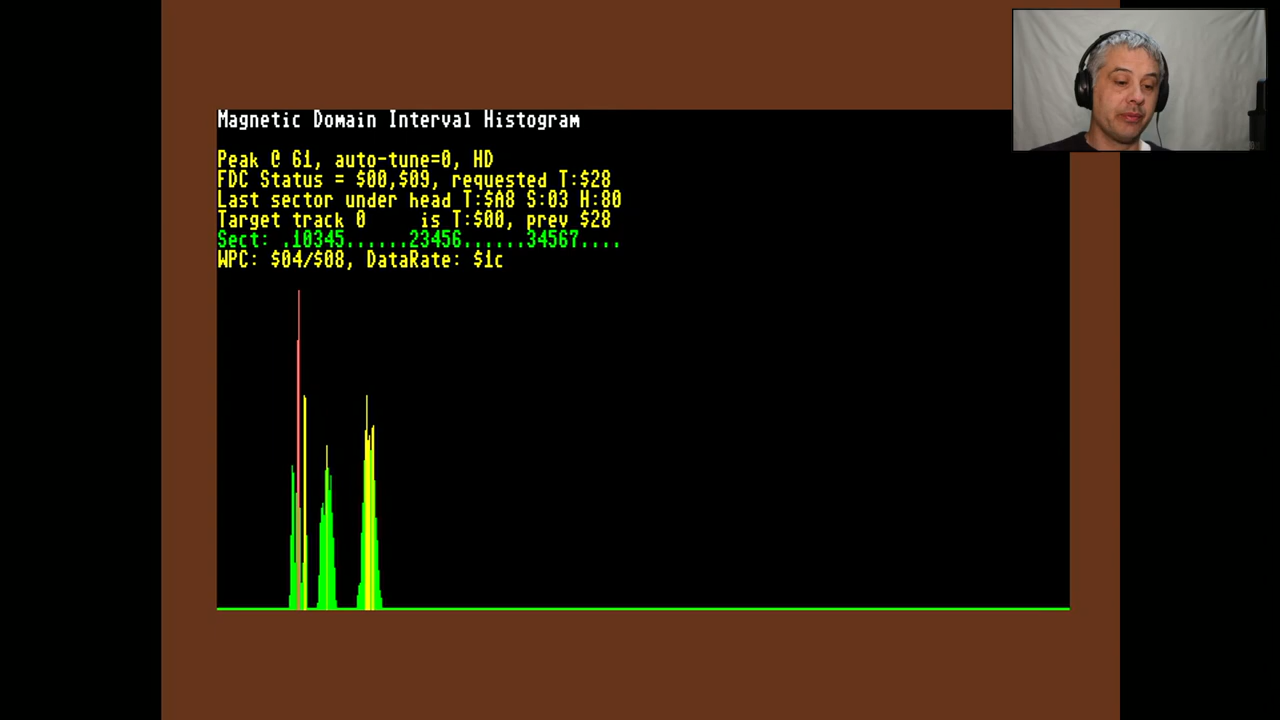 Magnetic Domain Interval Histogram
Peak @ 61, auto-tune=0, HD
FDC Status = $00,$09, requested T:$28
Last sector under head T:$A8 S:03 H:80
Target track 0     is T:$00, prev $28
Sect: .10345......23456......34567....
WPC: $04/$08, DataRate: $1c